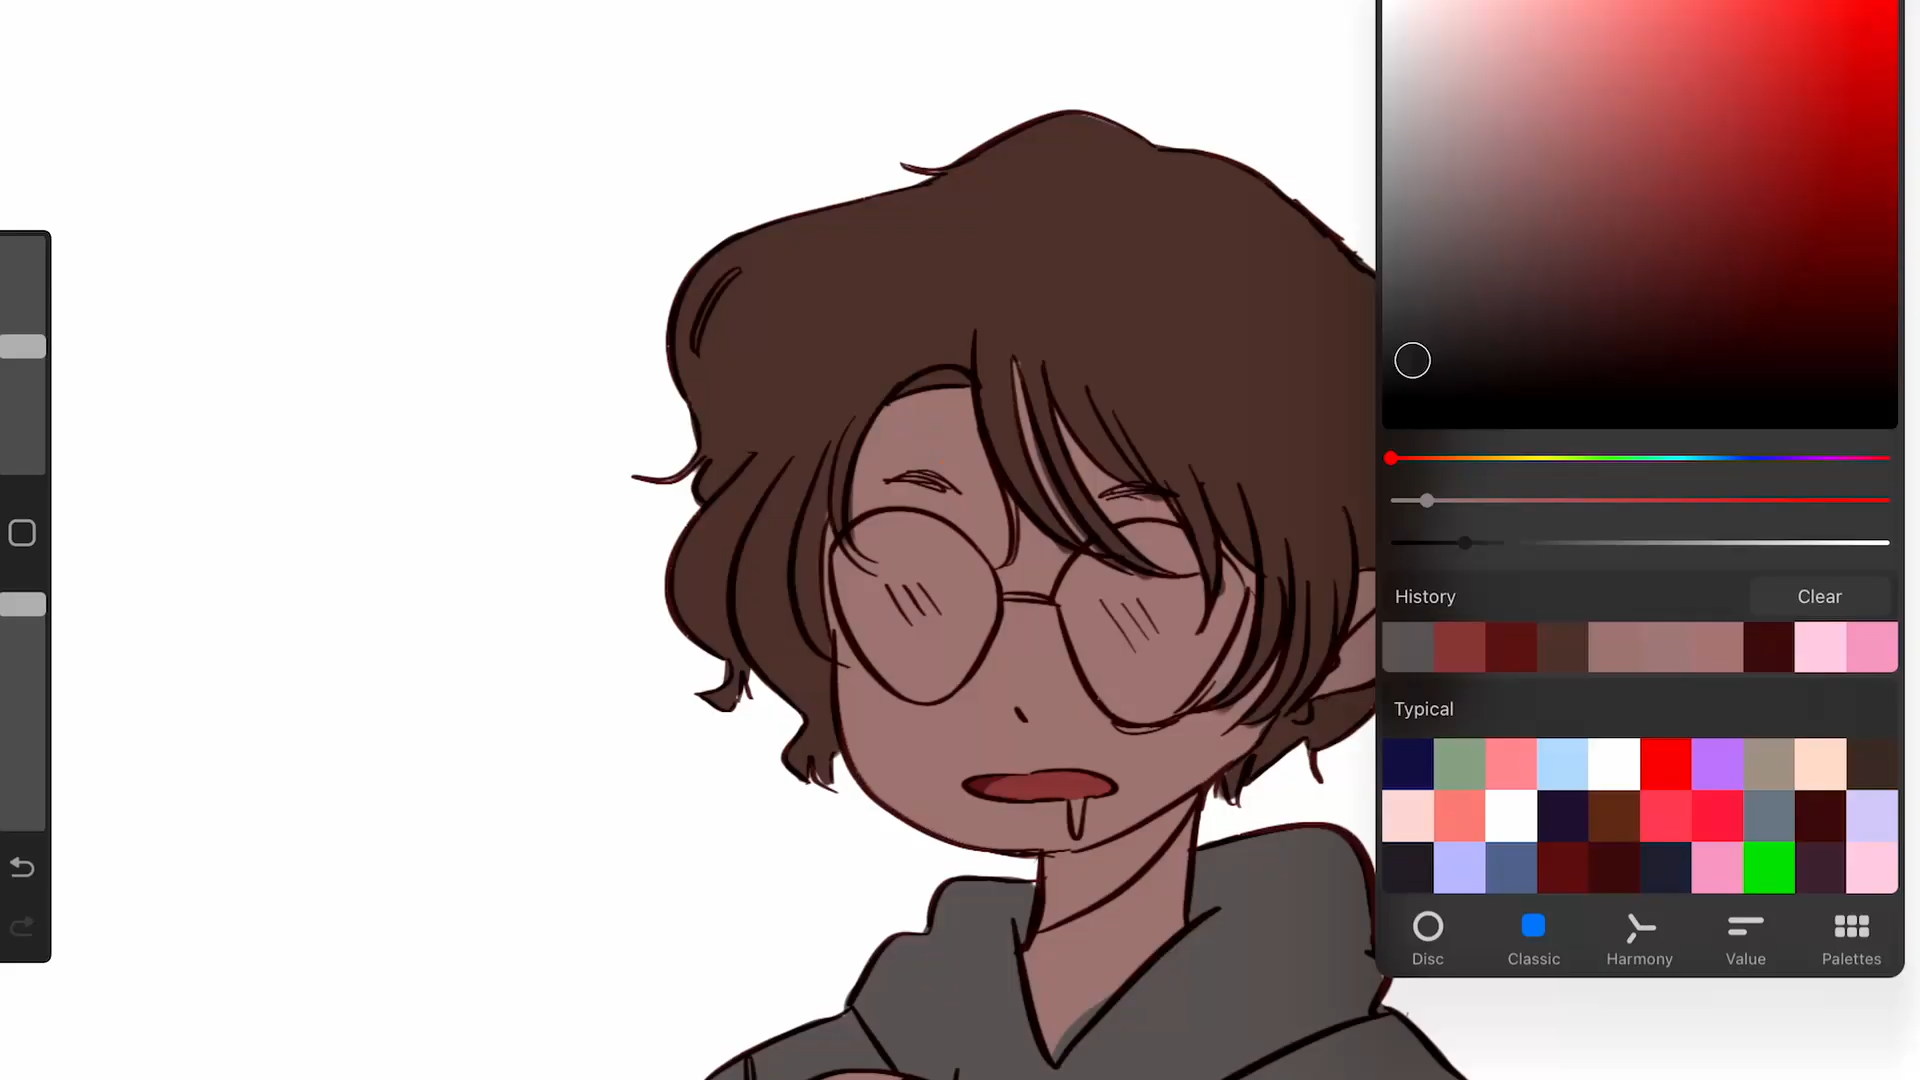 History
Clear
Typical
Disc
Classic
Harmony
Value
Palettes